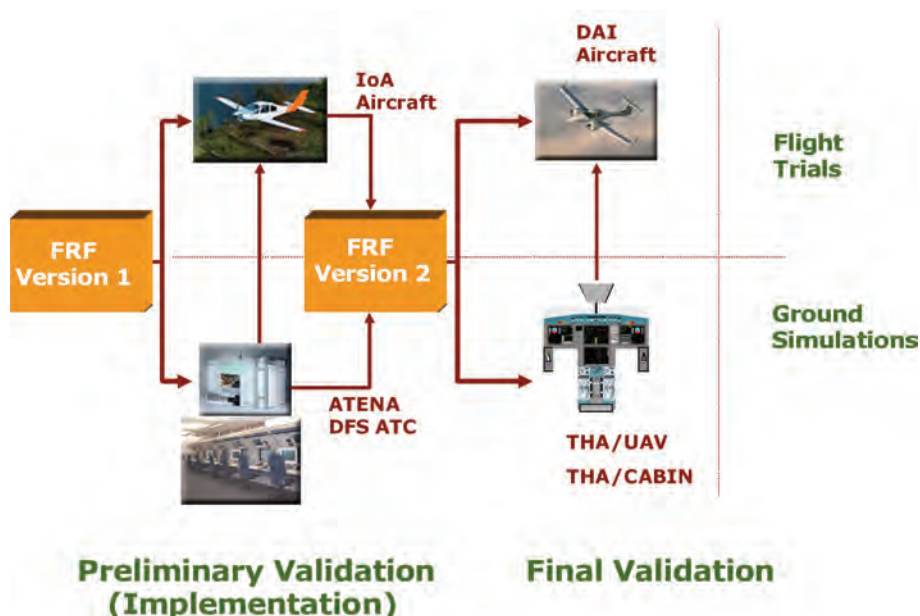 DAI
Aircraft
IoA
Aircraft
Flight
Trials
FRF
Version 1
FRF
Version 2
Ground
Simulations
ATENA
DFS ATC
THA/UAV
THA/CABIN
Preliminary Validation
(Implementation)
Final Validation